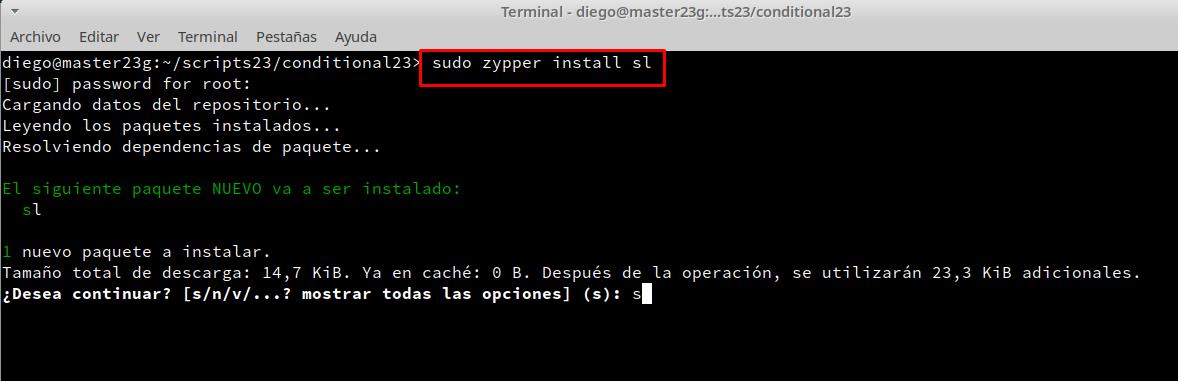 Terminal - diego@master23g:...ts23/conditional23
Archivo Editar Ver Terminal Pestañas Ayuda
diego@master23g:~/scripts23/conditional23> sudo zypper install sl
[sudo] password for root:
Cargando datos del repositorio...
Leyendo los paquetes instalados...
Resolviendo dependencias de paquete...
El siguiente paquete NUEVO va a ser instalado:
sl
1 nuevo paquete a instalar.
Tamaño total de descarga: 14,7 KiB. Ya en caché: 0 B. Después de la operación, se utilizarán 23,3 KiB adicionales.
¿Desea continuar? [s/n/v/...? mostrar todas las opciones] (s): s